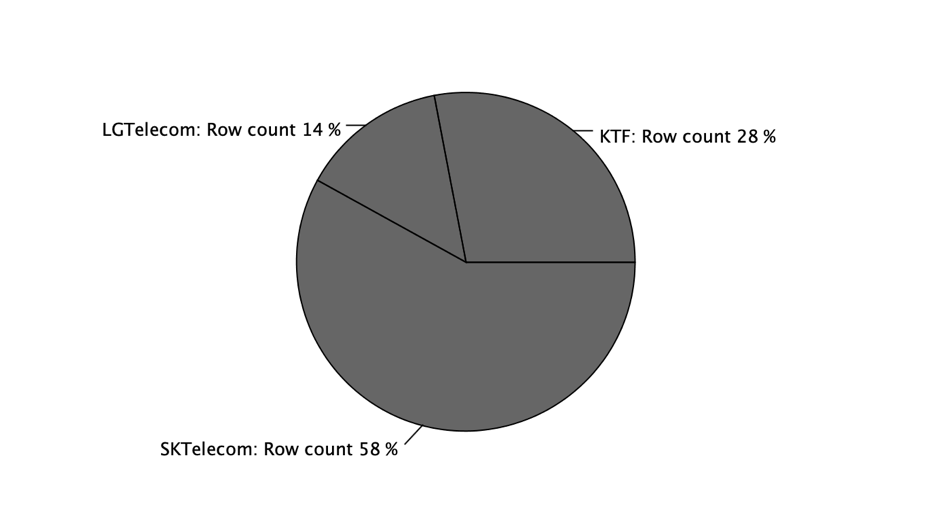 LGTelecom: Row count 14 %
KTF: Row count 28 %
SKTelecom: Row count 58 %